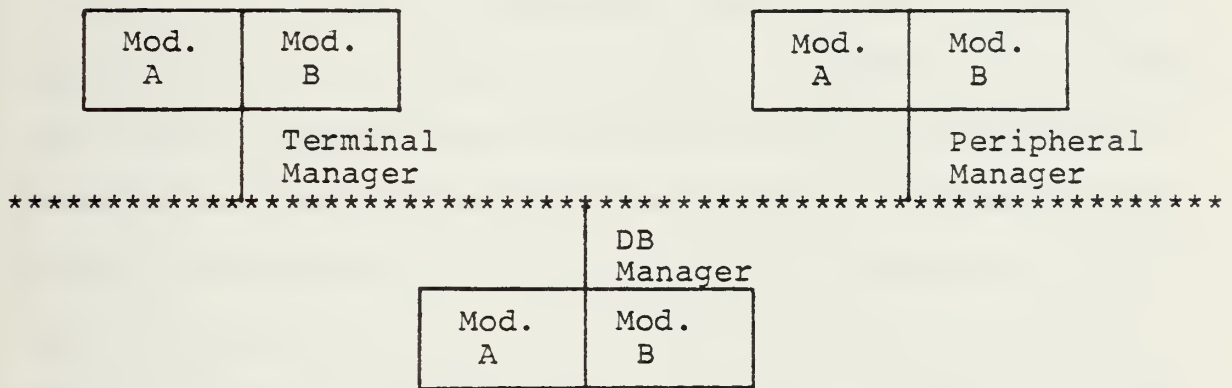 Mod. Mod. Mod. Mod.
A B A B
Terminal Peripheral
Manager Manager
***************************************************************
DB
Manager
Mod. Mod.
A B